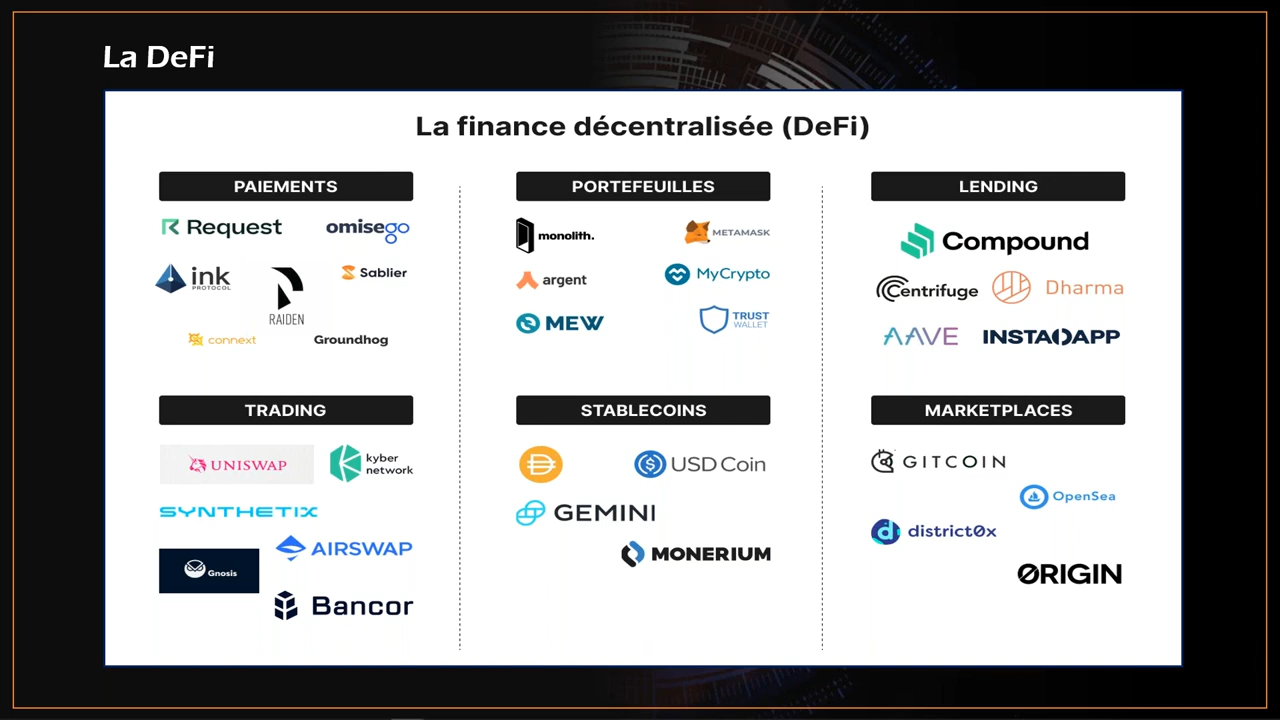 La DeFi
La finance décentralisée (DeFi)
PAIEMENTS
Request
omisego
ink
PROTOCOL
RAIDEN
Sablier
connext
Groundhog
PORTEFEUILLES
monolith.
METAMASK
argent
MyCrypto
MEW
TRUST
WALLET
LENDING
Compound
Centrifuge
Dharma
AAVE
INSTADAPP
TRADING
UNISWAP
kyber
network
SYNTHETIX
AIRSWAP
Gnosis
Bancor
STABLECOINS
USD Coin
GEMINI
MONERIUM
MARKETPLACES
GITCOIN
OpenSea
district0x
ØRIGIN